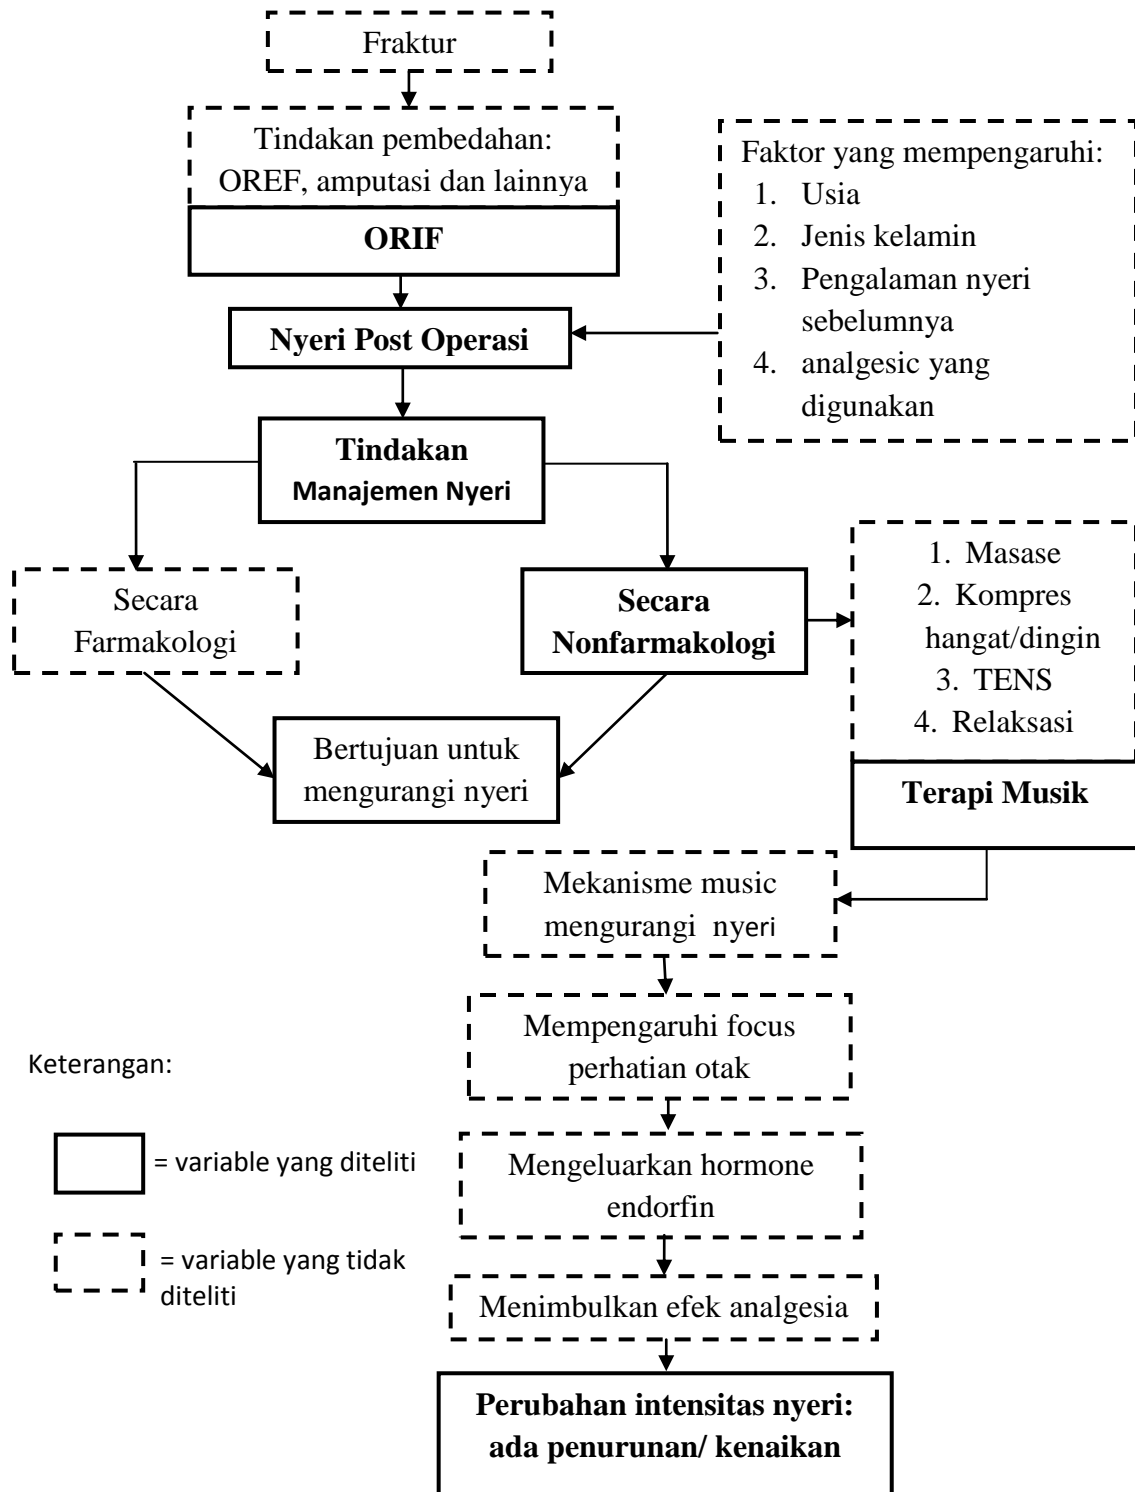 Fraktur
Tindakan pembedahan:
OREF, amputasi dan lainnya
ORIF
Faktor yang mempengaruhi:
1. Usia
2. Jenis kelamin
3. Pengalaman nyeri
sebelumnya
4. analgesic yang
digunakan
Nyeri Post Operasi
Tindakan
Manajemen Nyeri
Secara
Farmakologi
Secara
Nonfarmakologi
1. Masase
2. Kompres
hangat/dingin
3. TENS
4. Relaksasi
Terapi Musik
Bertujuan untuk
mengurangi nyeri
Mekanisme music
mengurangi nyeri
Mempengaruhi focus
perhatian otak
Mengeluarkan hormone
endorfin
Menimbulkan efek analgesia
Perubahan intensitas nyeri:
ada penurunan/ kenaikan
Keterangan:
= variable yang diteliti
= variable yang tidak
diteliti